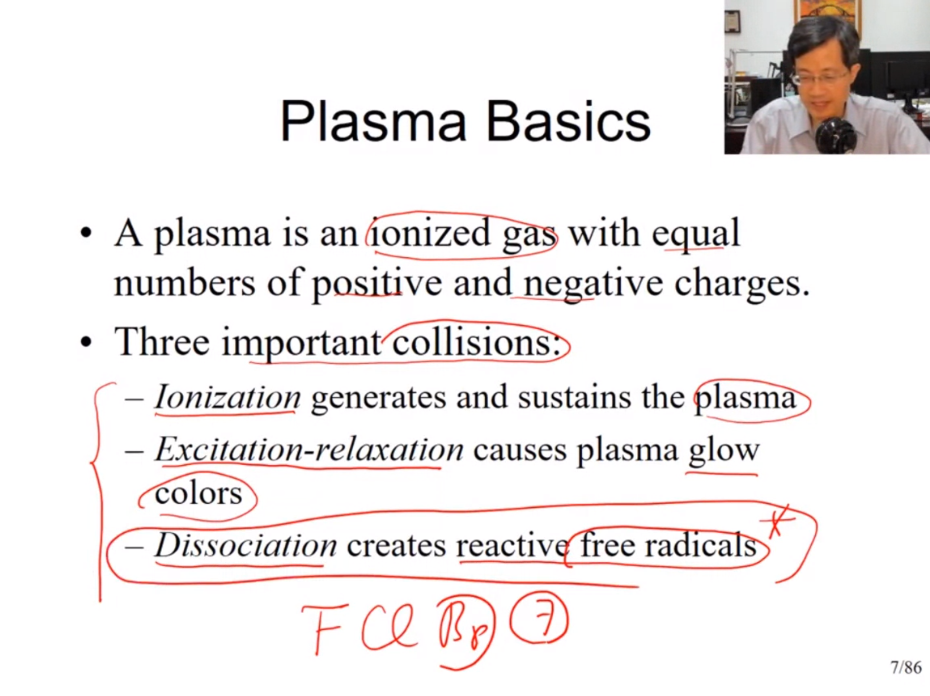 Plasma Basics
• A plasma is an ionized gas with equal
numbers of positive and negative charges.
• Three important collisions:
– Ionization generates and sustains the plasma
– Excitation-relaxation causes plasma glow
colors
– Dissociation creates reactive free radicals *
F Cl Br 7
7/86